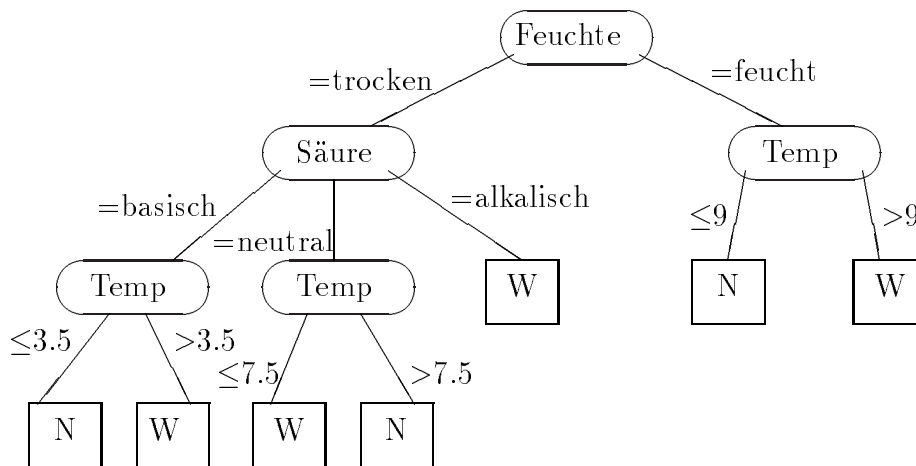 Feuchte
=trocken
=feucht
Säure
Temp
=basisch
=neutral
=alkalisch
≤9
>9
Temp
Temp
W
N
W
≤3.5
>3.5
≤7.5
>7.5
N
W
W
N